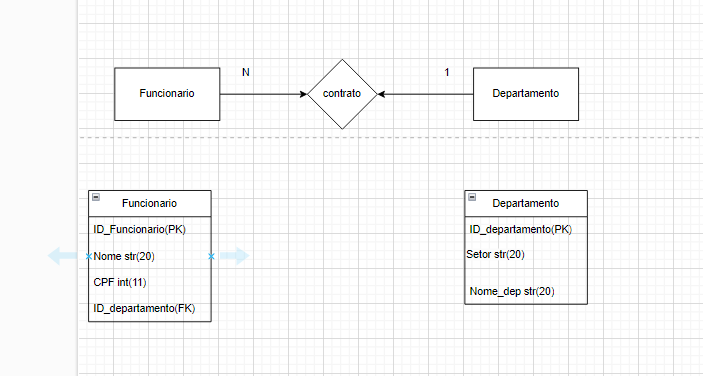 N
1
Funcionario
contrato
Departamento
Funcionario
ID_Funcionario(PK)
Nome str(20)
CPF int(11)
ID_departamento(FK)
Departamento
ID_departamento(PK)
Setor str(20)
Nome_dep str(20)